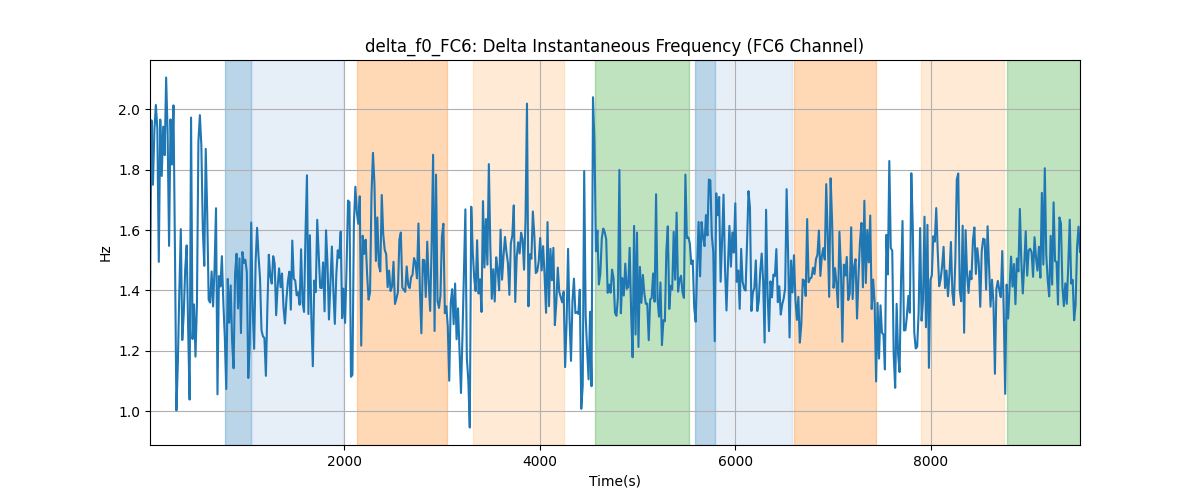 delta_f0_FC6: Delta Instantaneous Frequency (FC6 Channel)
2.0
1.8
1.6
1.4
1.2
1.0
Hz
2000 4000 6000 8000
Time(s)